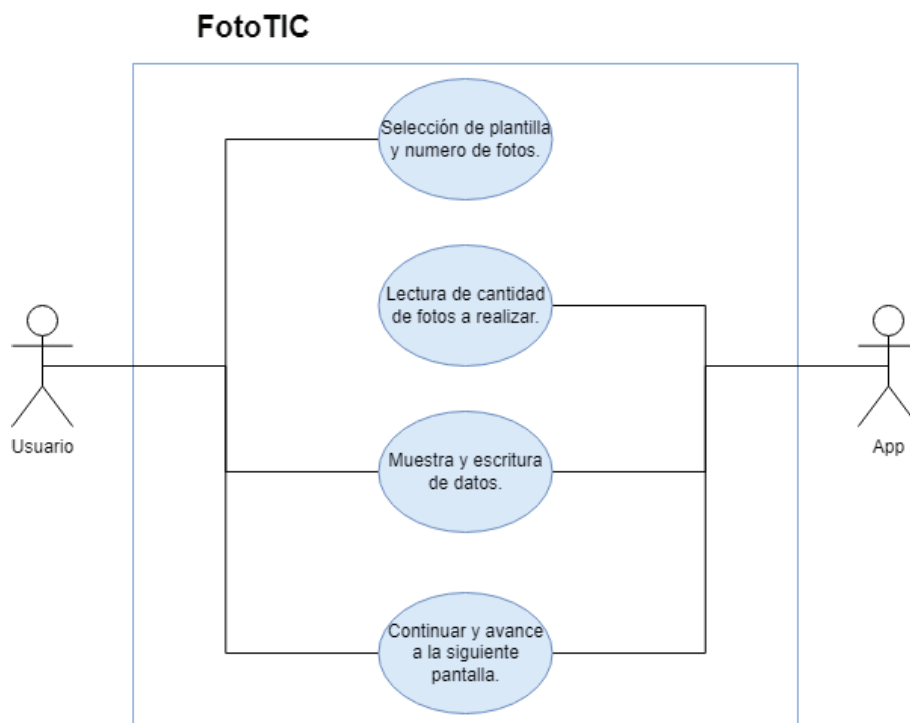 FotoTIC
Selección de plantilla
y numero de fotos.
Lectura de cantidad
de fotos a realizar.
Usuario
App
Muestra y escritura
de datos.
Continuar y avance
a la siguiente
pantalla.